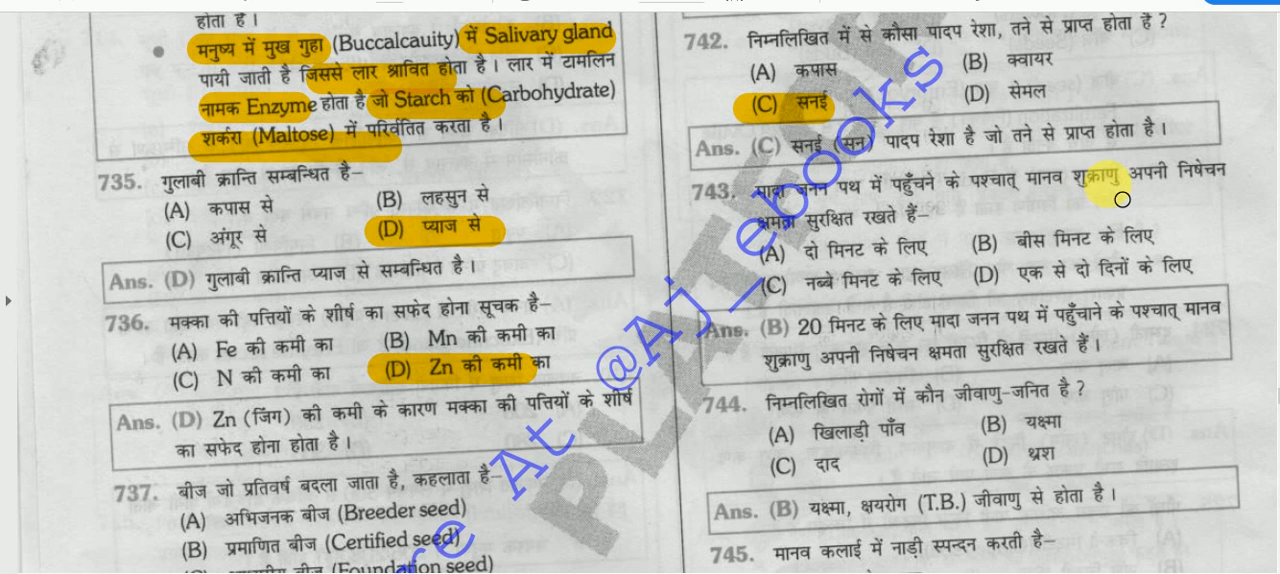 होता है।
• मनुष्य में मुख गुहा (Buccalcauity) में Salivary gland
पायी जाती है जिससे लार श्रावित होता है। लार में टामलिन
नामक Enzyme होता है जो Starch को (Carbohydrate)
शर्करा (Maltose) में परिर्वतित करता है।
735. गुलाबी क्रान्ति सम्बन्धित है–
(A) कपास से (B) लहसुन से
(C) अंगूर से (D) प्याज से
Ans. (D) गुलाबी क्रान्ति प्याज से सम्बन्धित है।
736. मक्का की पत्तियों के शीर्ष का सफेद होना सूचक है–
(A) Fe की कमी का (B) Mn की कमी का
(C) N की कमी का (D) Zn की कमी का
Ans. (D) Zn (जिंग) की कमी के कारण मक्का की पत्तियों के शीर्ष
का सफेद होना होता है।
737. बीज जो प्रतिवर्ष बदला जाता है, कहलाता है–
(A) अभिजनक बीज (Breeder seed)
(B) प्रमाणित बीज (Certified seed)
बीज (Foundation seed)
742. निम्नलिखित में से कौसा पादप रेशा, तने से प्राप्त होता है ?
(A) कपास (B) क्वायर
(C) सनई (D) सेमल
Ans. (C) सनई (सन) पादप रेशा है जो तने से प्राप्त होता है।
743. मादा जनन पथ में पहुँचने के पश्चात् मानव शुक्राणु अपनी निषेचन
क्षमता सुरक्षित रखते हैं–
(A) दो मिनट के लिए (B) बीस मिनट के लिए
(C) नब्बे मिनट के लिए (D) एक से दो दिनों के लिए
Ans. (B) 20 मिनट के लिए मादा जनन पथ में पहुँचाने के पश्चात् मानव
शुक्राणु अपनी निषेचन क्षमता सुरक्षित रखते हैं।
744. निम्नलिखित रोगों में कौन जीवाणु-जनित है ?
(A) खिलाड़ी पाँव (B) यक्ष्मा
(C) दाद (D) थ्रश
Ans. (B) यक्ष्मा, क्षयरोग (T.B.) जीवाणु से होता है।
745. मानव कलाई में नाड़ी स्पन्दन करती है–
re At @Aj_ebooks